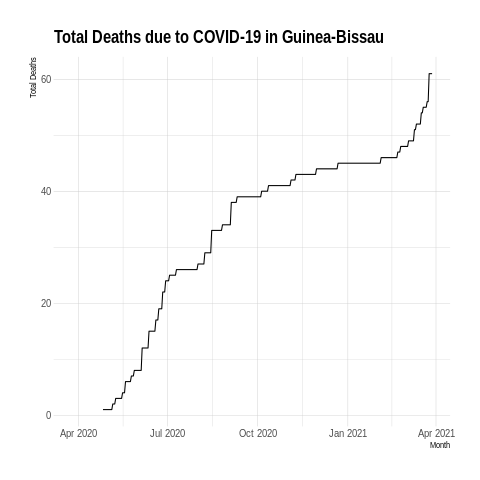 Total Deaths due to COVID-19 in Guinea-Bissau
Total Deaths
60
40
20
0
Apr 2020 Jul 2020 Oct 2020 Jan 2021 Apr 2021
Month